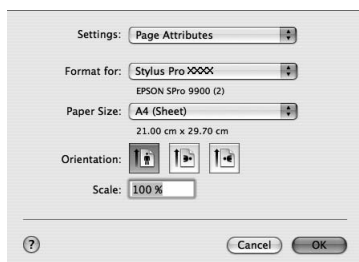 Settings: Page Attributes
Format for: Stylus Pro XXXX
EPSON SPro 9900 (2)
Paper Size: A4 (Sheet)
21.00 cm x 29.70 cm
Orientation:
Scale: 100 %
? Cancel OK